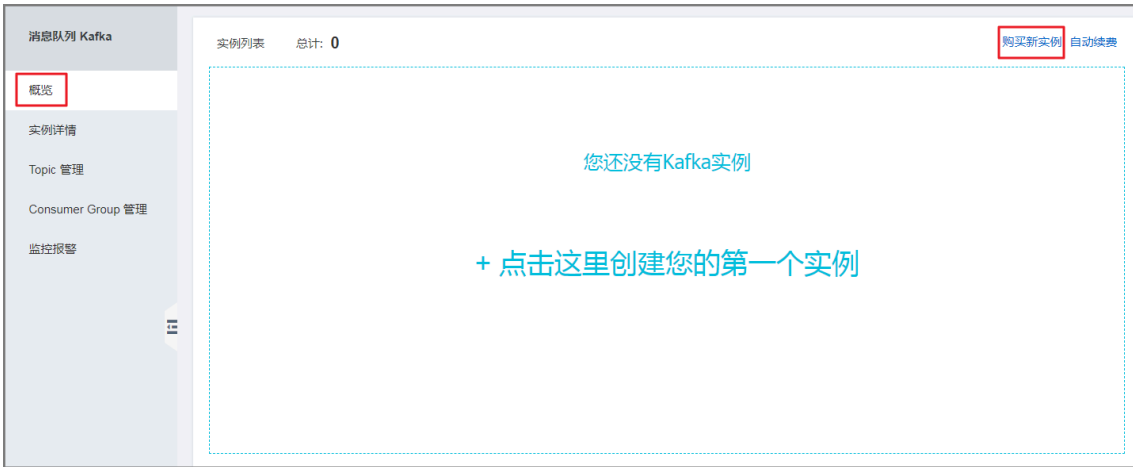 消息队列 Kafka
概览
实例详情
Topic 管理
Consumer Group 管理
监控报警
实例列表 总计: 0 购买新实例 自动续费
您还没有Kafka实例
+ 点击这里创建您的第一个实例